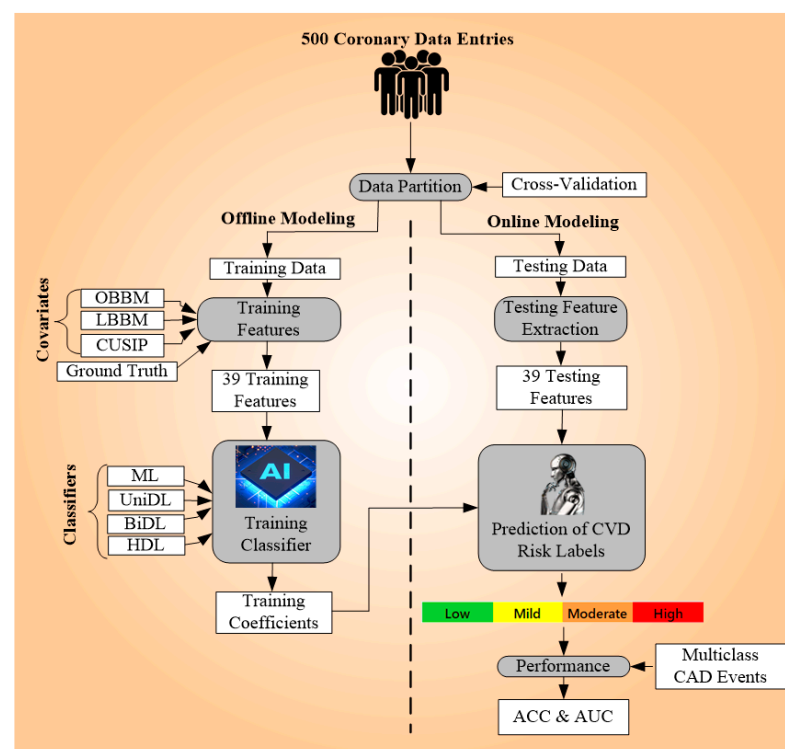 500 Coronary Data Entries
Data Partition
Cross-Validation
Offline Modeling
Online Modeling
Training Data
Testing Data
Covariates
OBBM
LBBM
CUSIP
Ground Truth
Training
Features
Testing Feature
Extraction
39 Training
Features
39 Testing
Features
Classifiers
ML
UniDL
BiDL
HDL
AI
Training
Classifier
Prediction of CVD
Risk Labels
Training
Coefficients
Low
Mild
Moderate
High
Performance
Multiclass
CAD Events
ACC & AUC